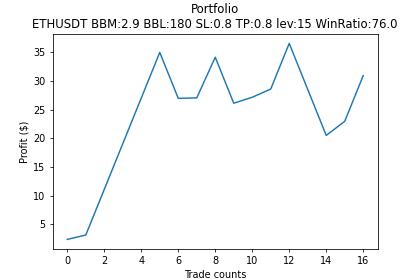 Portfolio
ETHUSDT BBM:2.9 BBL:180 SL:0.8 TP:0.8 lev:15 WinRatio:76.0
35
30
25
20
15
10
5
Profit ($)
0 2 4 6 8 10 12 14 16
Trade counts